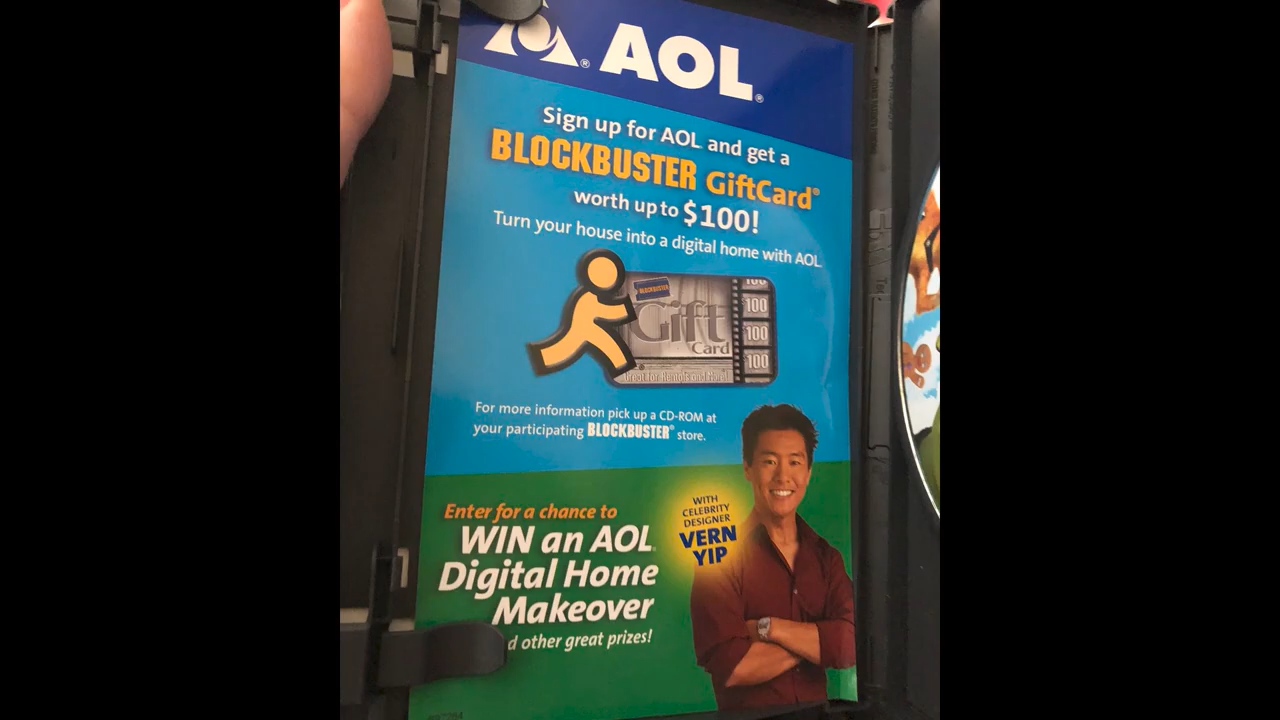 AOL®
Sign up for AOL and get a
BLOCKBUSTER GiftCard®
worth up to $100!
Turn your house into a digital home with AOL.
BLOCKBUSTER
Gift
Card
100
100
100
100
For more information pick up a CD-ROM at
your participating BLOCKBUSTER® store.
Enter for a chance to
WIN an AOL
Digital Home
Makeover
other great prizes!
WITH
CELEBRITY
DESIGNER
VERN
YIP